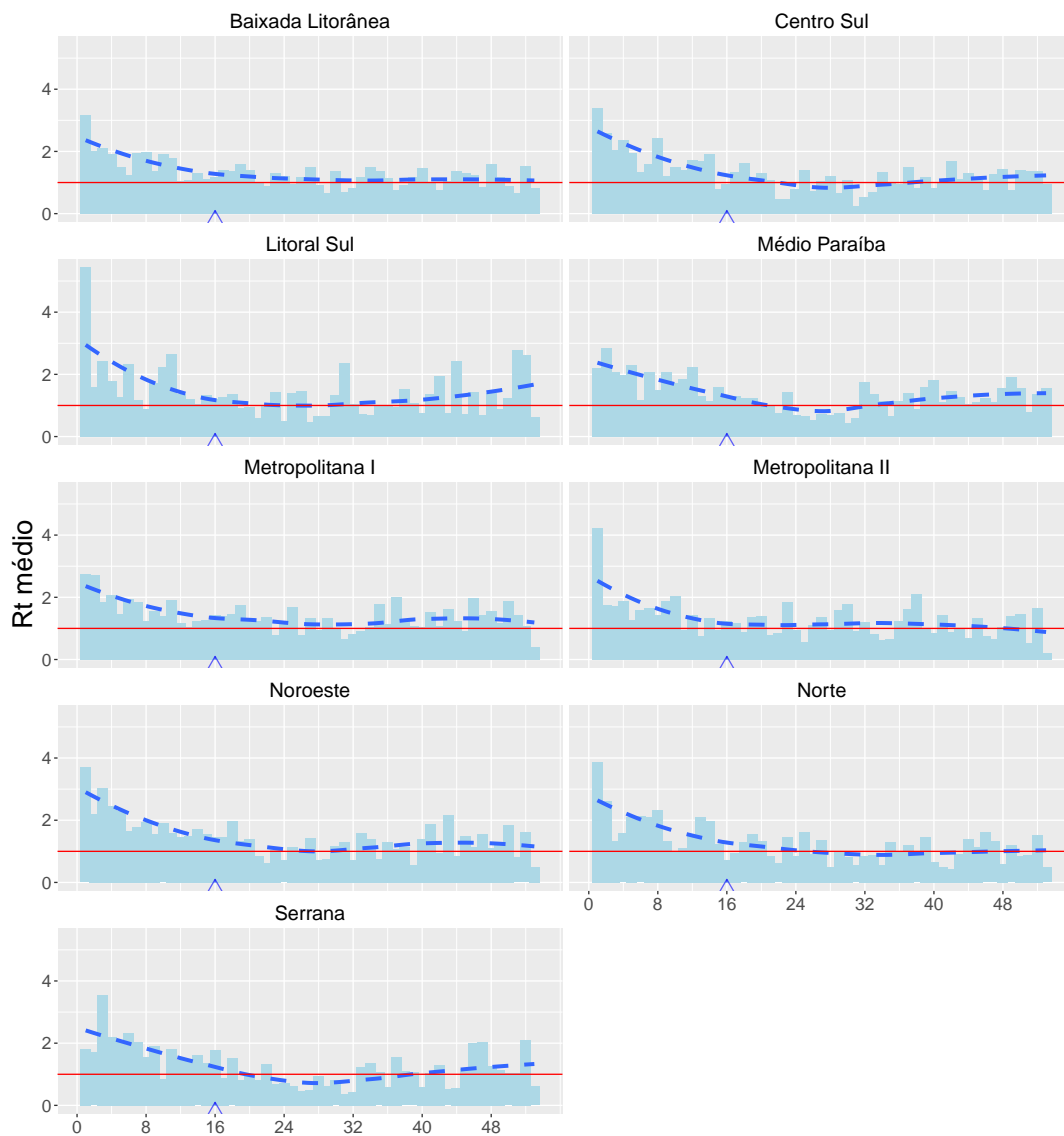 Baixada Litorânea
Centro Sul
4
2
0
Litoral Sul
Médio Paraíba
4
2
0
Metropolitana I
Metropolitana II
Rt médio
4
2
0
Noroeste
Norte
4
2
0
0 8 16 24 32 40 48
Serrana
4
2
0
0 8 16 24 32 40 48